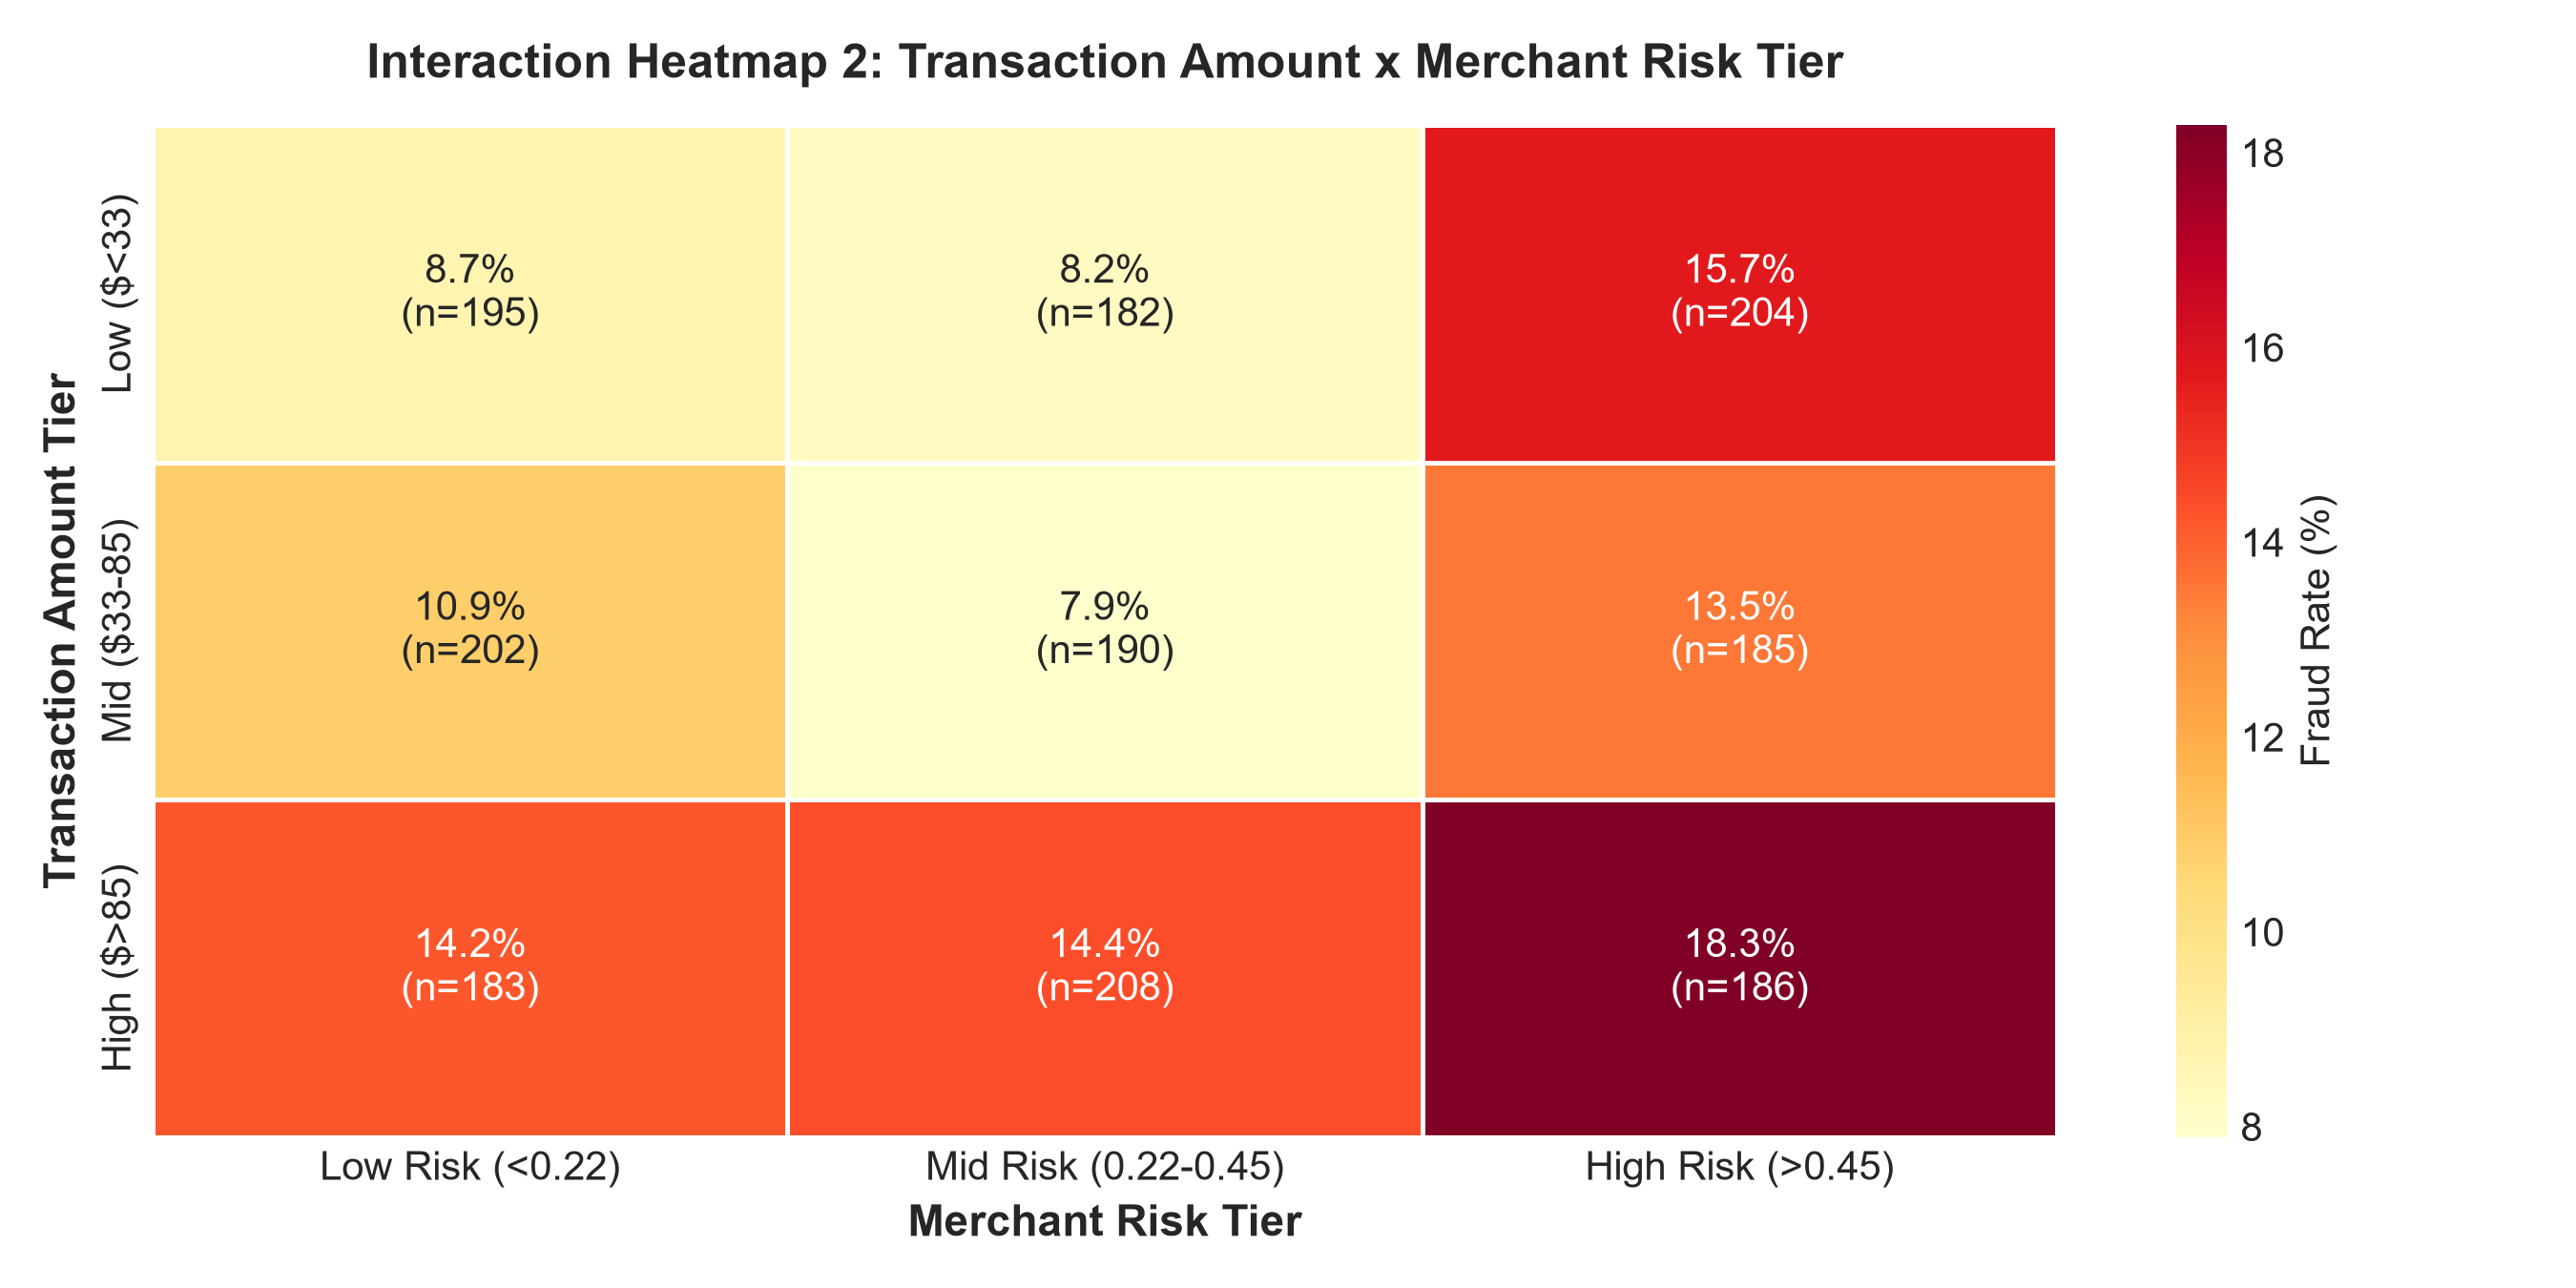 Interaction Heatmap 2: Transaction Amount x Merchant Risk Tier
Transaction Amount Tier
Low ($<33)
8.7%
(n=195)
8.2%
(n=182)
15.7%
(n=204)
Mid ($33-85)
10.9%
(n=202)
7.9%
(n=190)
13.5%
(n=185)
High ($>85)
14.2%
(n=183)
14.4%
(n=208)
18.3%
(n=186)
Low Risk (<0.22)
Mid Risk (0.22-0.45)
High Risk (>0.45)
Merchant Risk Tier
18
16
14
12
10
8
Fraud Rate (%)